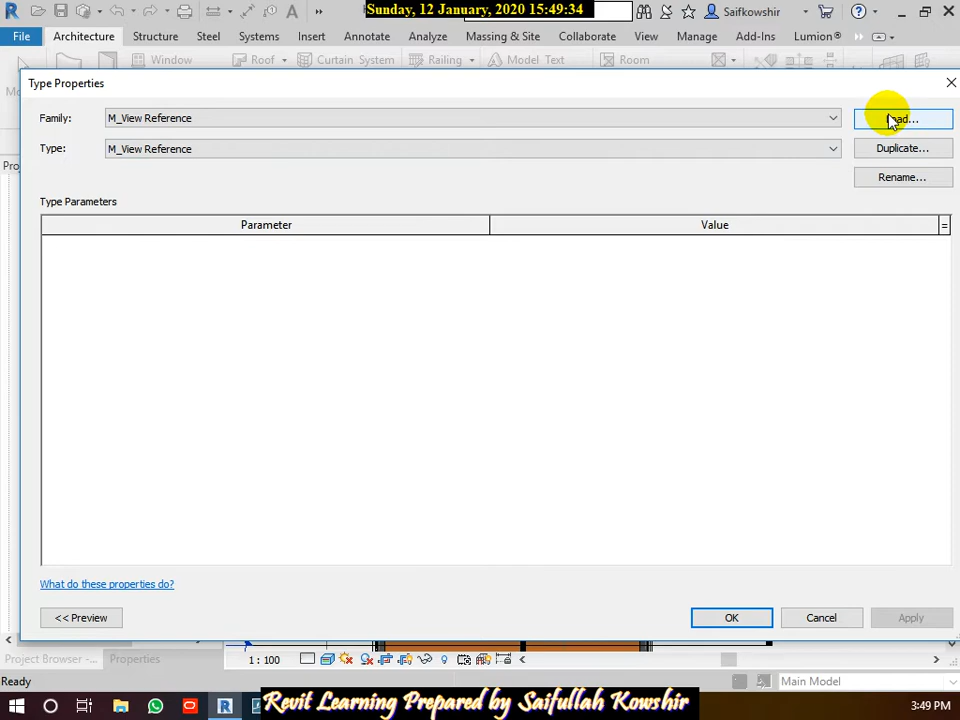 Sunday, 12 January, 2020 15:49:34
Saifkowshir
File Architecture Structure Steel Systems Insert Annotate Analyze Massing & Site Collaborate View Manage Add-Ins Lumion®
Window Roof Curtain System Railing Model Text Room
Type Properties
Family: M_View Reference
Type: M_View Reference Duplicate...
Rename...
Type Parameters
Parameter Value =
What do these properties do?
<< Preview OK Cancel Apply
Project Browser -... Properties 1 : 100
Ready Main Model
Revit Learning Prepared by Saifullah Kowshir
3:49 PM